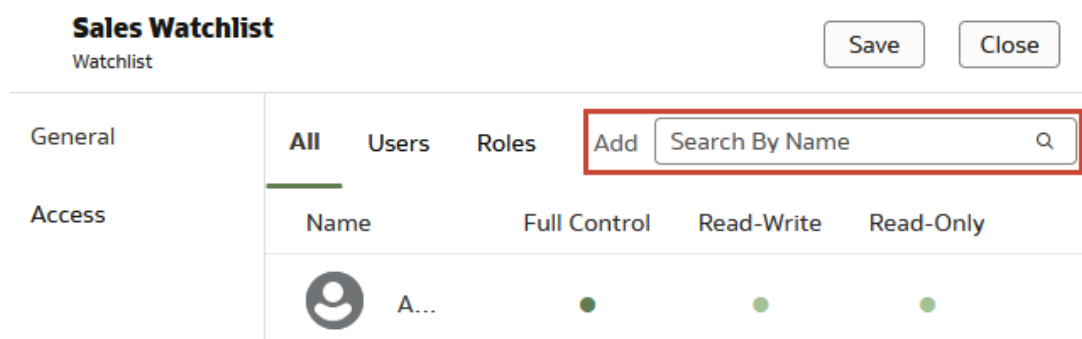 Sales Watchlist
Watchlist
Save
Close
General
Access
All Users Roles Add Search By Name
Name Full Control Read-Write Read-Only
A...